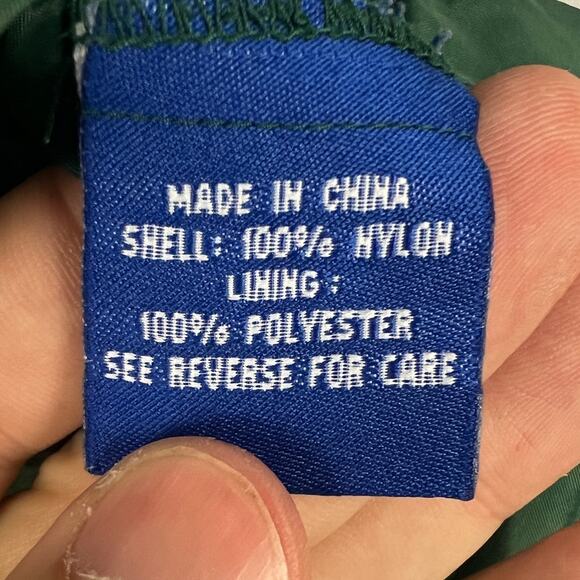 MADE IN CHINA
SHELL: 100% NYLON
LINING:
100% POLYESTER
SEE REVERSE FOR CARE